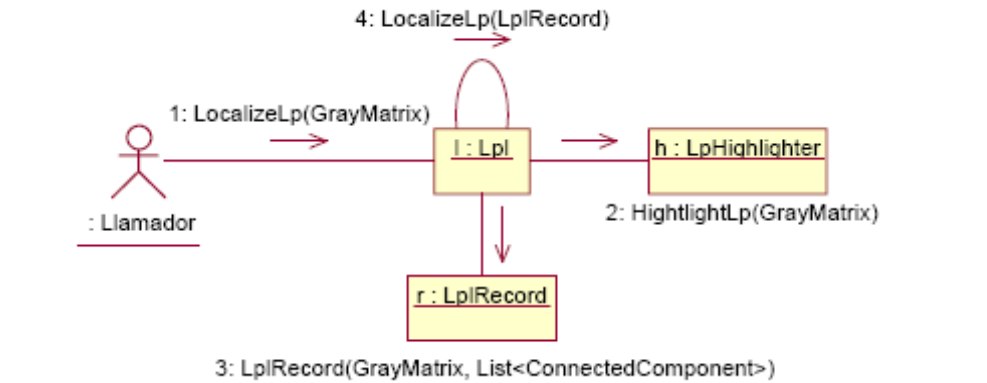 4: LocalizeLp(LplRecord)
1: LocalizeLp(GrayMatrix)
l : Lpl
h : LpHighlighter
: Llamador
2: HightlightLp(GrayMatrix)
r : LplRecord
3: LplRecord(GrayMatrix, List<ConnectedComponent>)